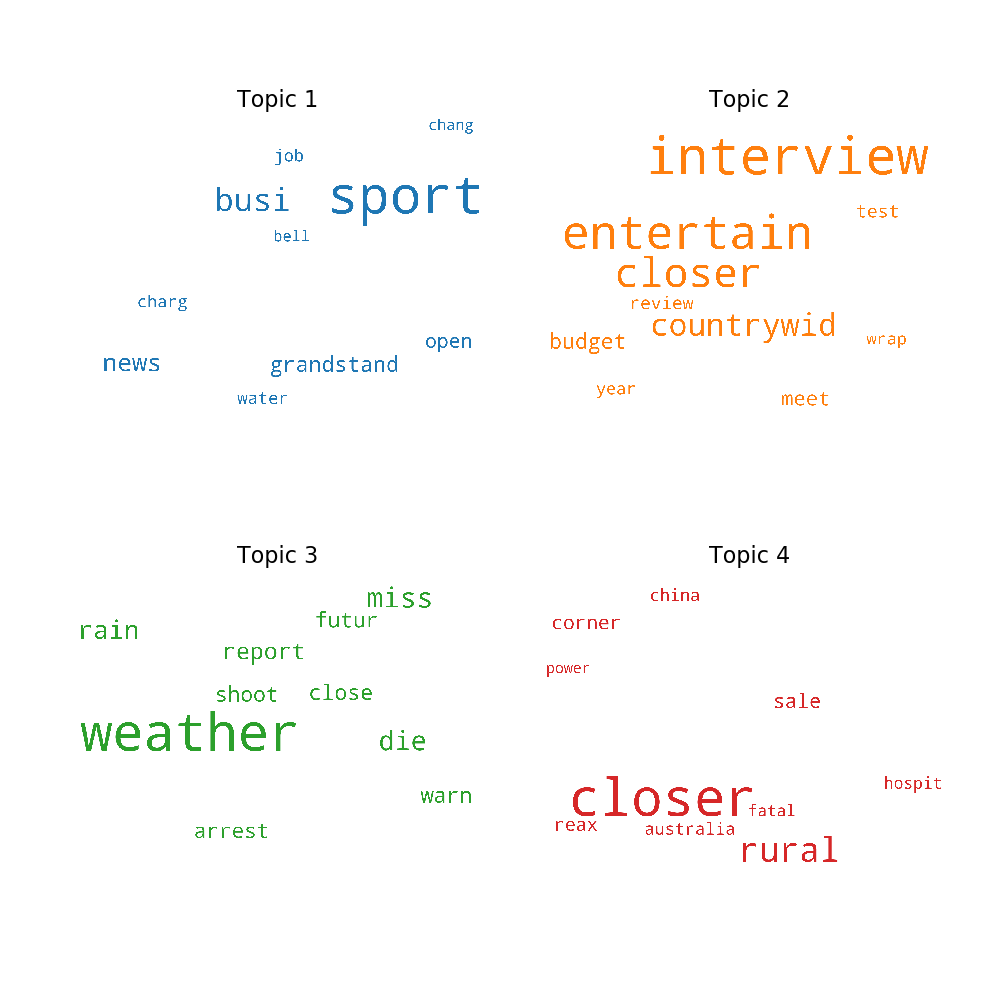 Topic 1
chang
job
busi sport
bell
charg
open
news grandstand
water
Topic 2
interview
test
entertain
closer
review
countrywid
budget wrap
year
meet
Topic 3
miss
futur
rain
report
shoot close
weather
die
warn
arrest
Topic 4
china
corner
power
sale
hospit
closer
fatal
reax australia
rural